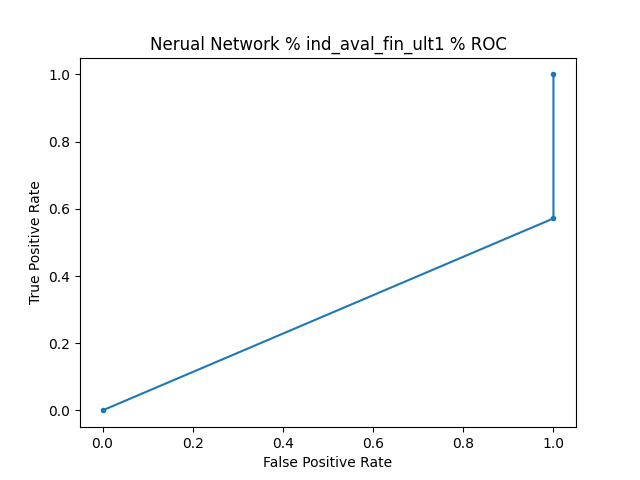 Nerual Network % ind_aval_fin_ult1 % ROC
1.0
0.8
0.6
0.4
0.2
0.0
True Positive Rate
0.0 0.2 0.4 0.6 0.8 1.0
False Positive Rate